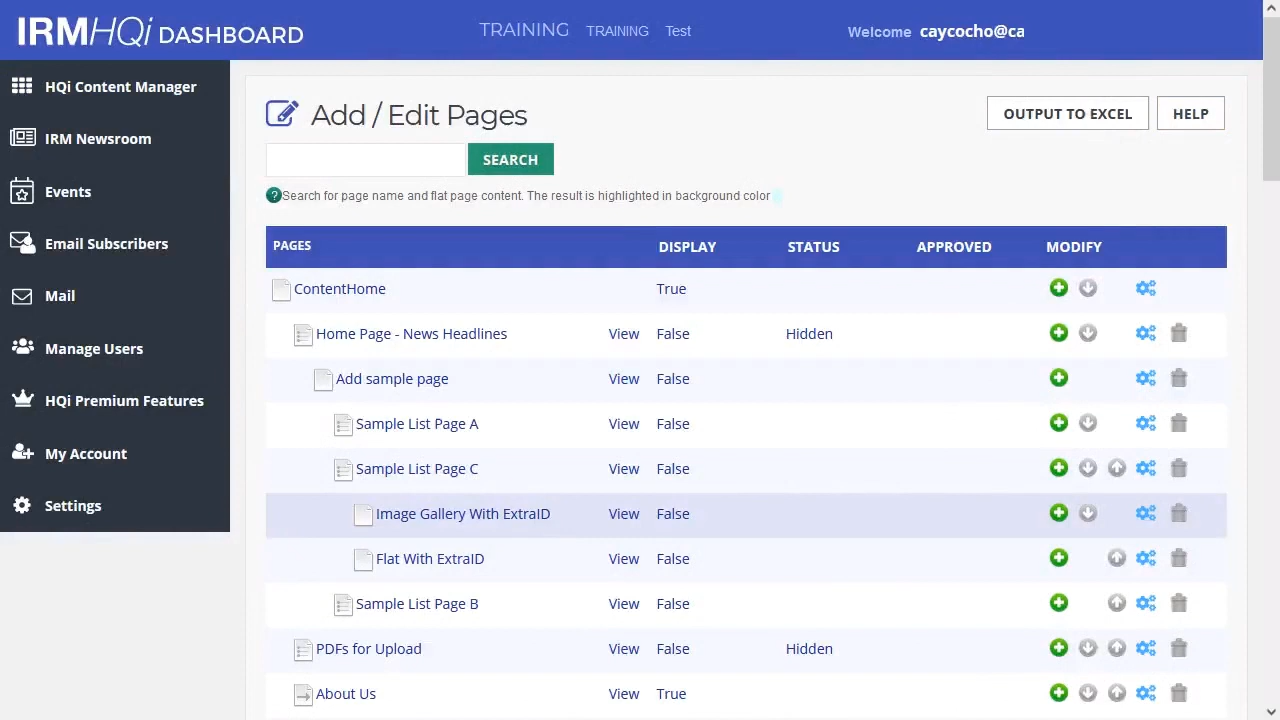 IRMHQi DASHBOARD
TRAINING TRAINING Test
Welcome caycocho@ca
HQi Content Manager
IRM Newsroom
Events
Email Subscribers
Mail
Manage Users
HQi Premium Features
My Account
Settings
Add / Edit Pages
OUTPUT TO EXCEL
HELP
SEARCH
?Search for page name and flat page content. The result is highlighted in background color
PAGES DISPLAY STATUS APPROVED MODIFY
ContentHome True
Home Page - News Headlines View False Hidden
Add sample page View False
Sample List Page A View False
Sample List Page C View False
Image Gallery With ExtraID View False
Flat With ExtraID View False
Sample List Page B View False
PDFs for Upload View False Hidden
About Us View True